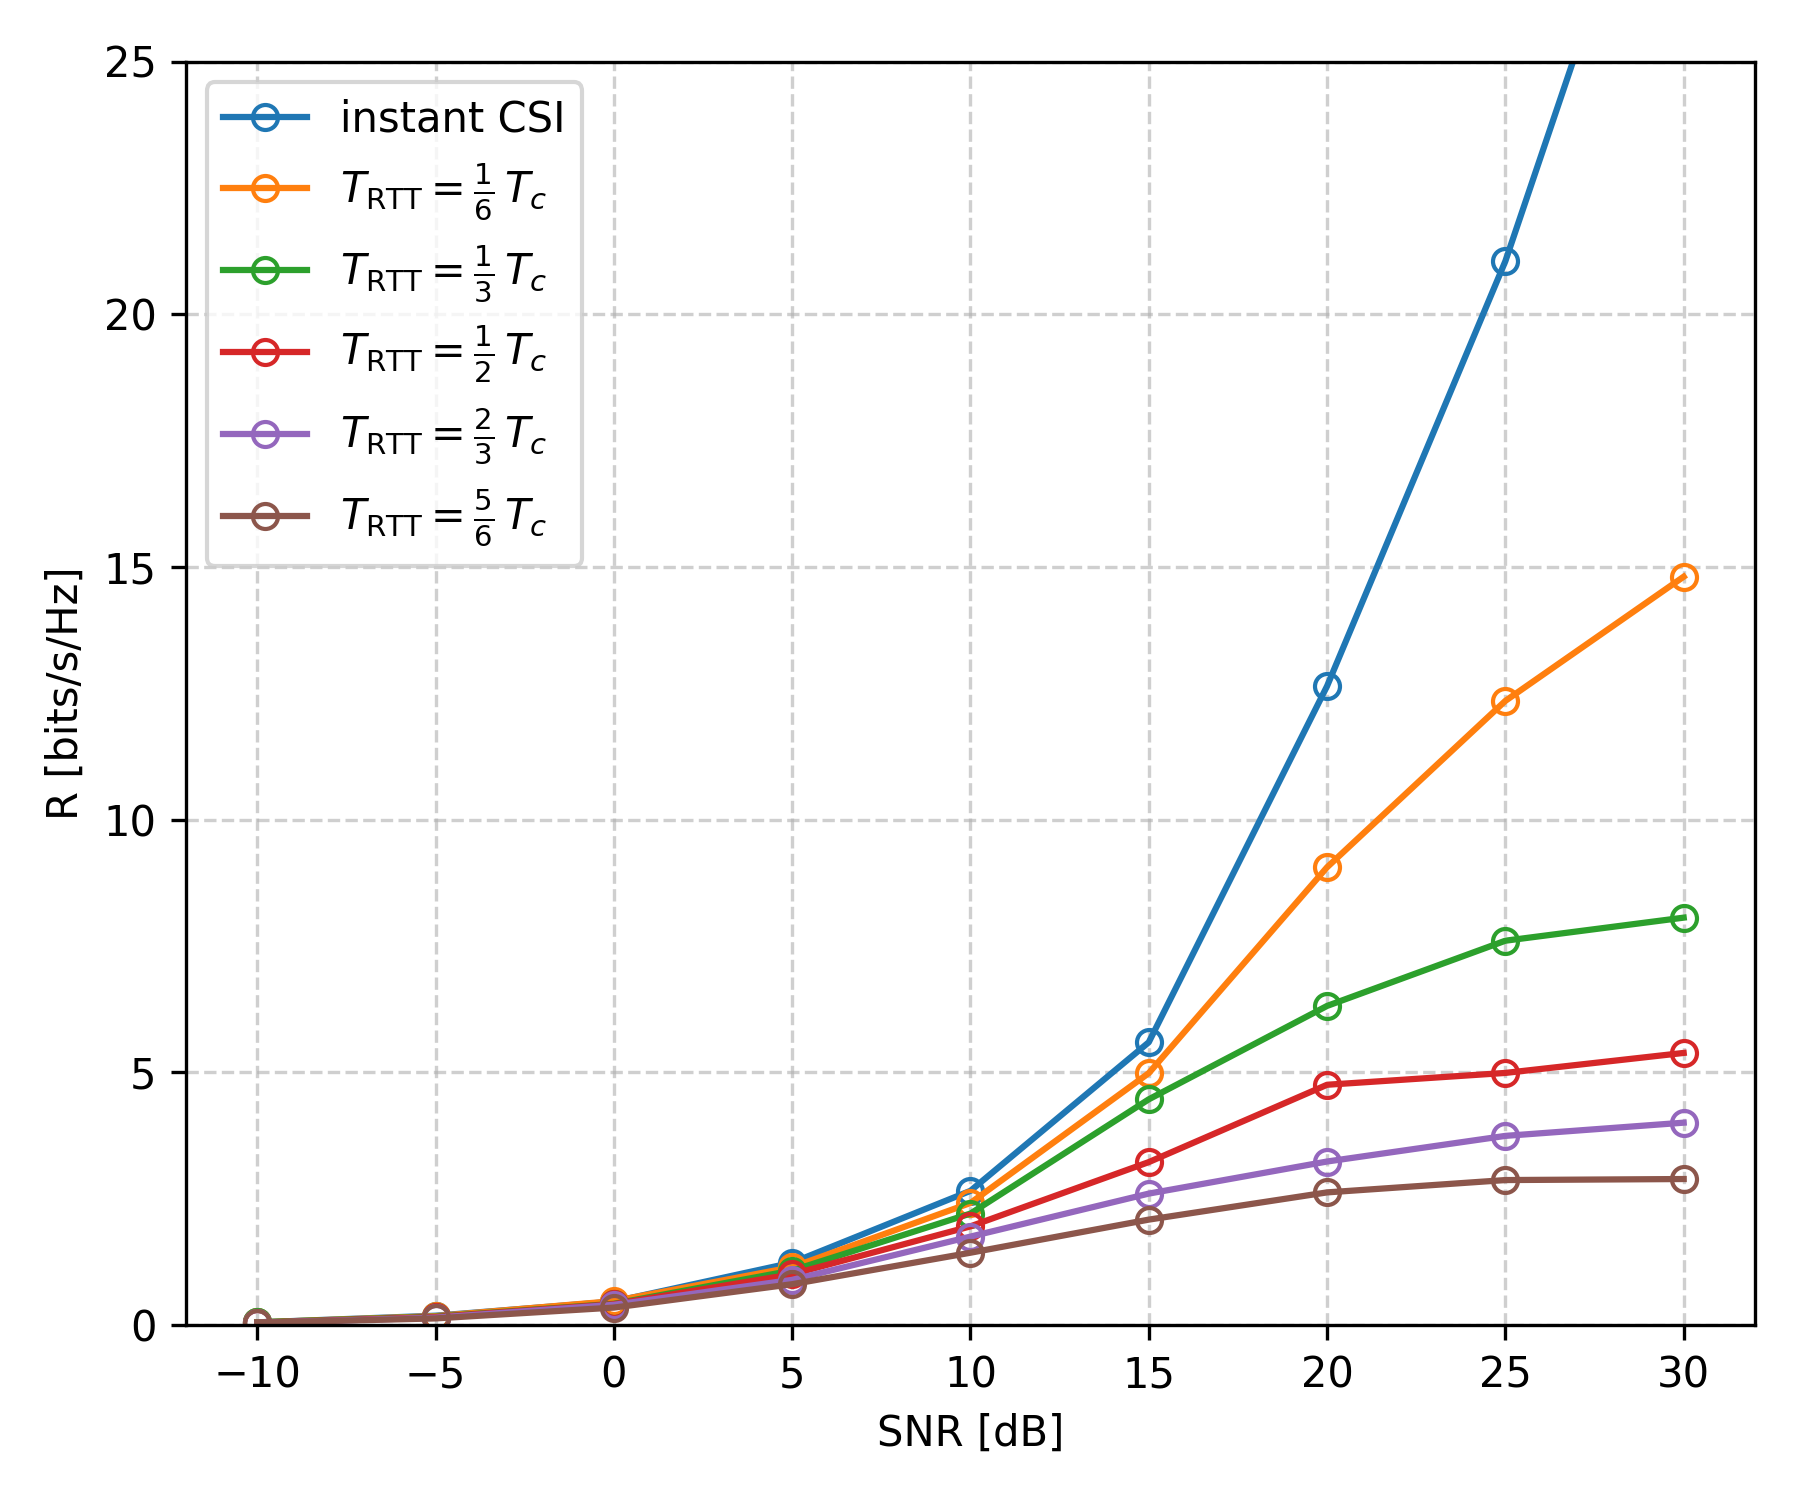 25
20
15
10
5
0
R [bits/s/Hz]
instant CSI
T_RTT = 1/6 T_c
T_RTT = 1/3 T_c
T_RTT = 1/2 T_c
T_RTT = 2/3 T_c
T_RTT = 5/6 T_c
−10 −5 0 5 10 15 20 25 30
SNR [dB]